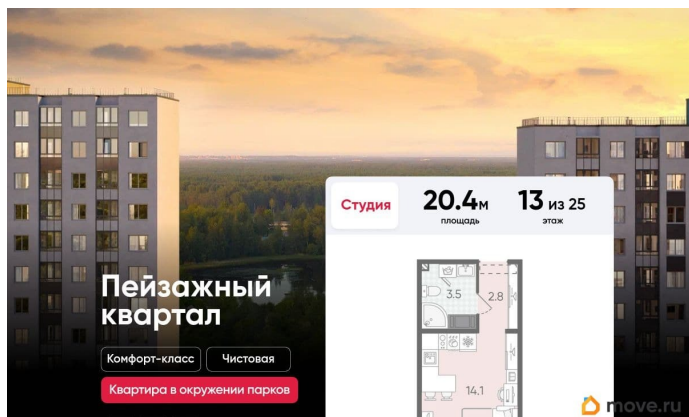 Студия
20.4м
площадь
13 из 25
этаж
Пейзажный
квартал
Комфорт-класс
Чистовая
Квартира в окружении парков
3.5
2.8
14.1
move.ru